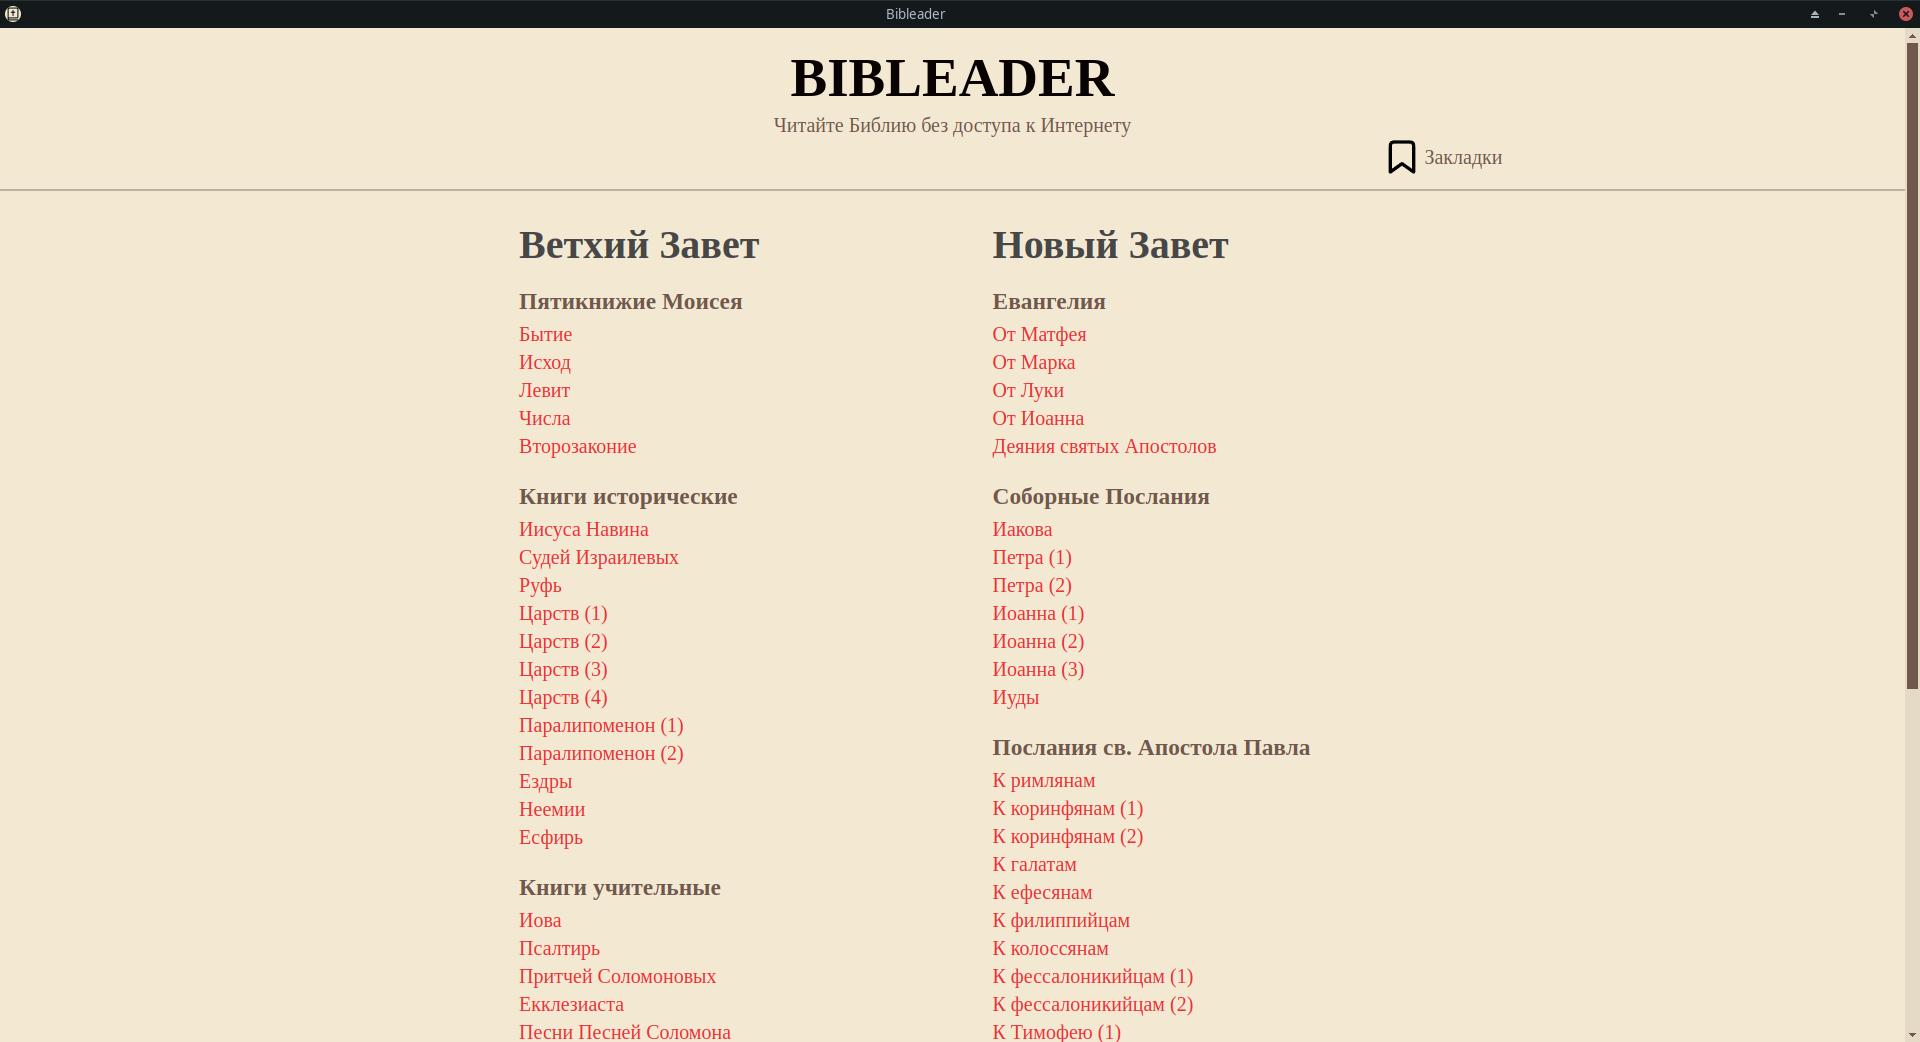 Bibleader
BIBLEADER
Читайте Библию без доступа к Интернету
Закладки
Ветхий Завет
Пятикнижие Моисея
Бытие
Исход
Левит
Числа
Второзаконие
Книги исторические
Иисуса Навина
Судей Израилевых
Руфь
Царств (1)
Царств (2)
Царств (3)
Царств (4)
Паралипоменон (1)
Паралипоменон (2)
Ездры
Неемии
Есфирь
Книги учительные
Иова
Псалтирь
Притчей Соломоновых
Екклезиаста
Песни Песней Соломона
Новый Завет
Евангелия
От Матфея
От Марка
От Луки
От Иоанна
Деяния святых Апостолов
Соборные Послания
Иакова
Петра (1)
Петра (2)
Иоанна (1)
Иоанна (2)
Иоанна (3)
Иуды
Послания св. Апостола Павла
К римлянам
К коринфянам (1)
К коринфянам (2)
К галатам
К ефесянам
К филиппийцам
К колоссянам
К фессалоникийцам (1)
К фессалоникийцам (2)
К Тимофею (1)